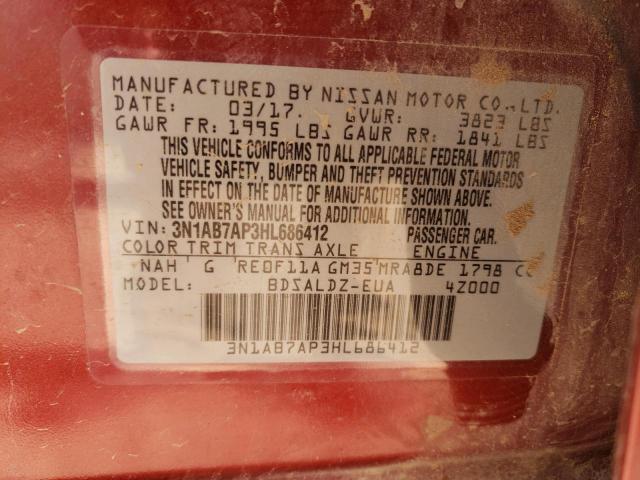 MANUFACTURED BY NISSAN MOTOR CO.,LTD.
DATE: 03/17. GVWR: 3823 LBS
GAWR FR: 1995 LBS GAWR RR: 1841 LBS
THIS VEHICLE CONFORMS TO ALL APPLICABLE FEDERAL MOTOR
VEHICLE SAFETY, BUMPER AND THEFT PREVENTION STANDARDS
IN EFFECT ON THE DATE OF MANUFACTURE SHOWN ABOVE.
SEE OWNER'S MANUAL FOR ADDITIONAL INFORMATION.
VIN: 3N1AB7AP3HL686412 PASSENGER CAR.
COLOR TRIM TRANS AXLE ENGINE
NAH G RE0F11A GM35 MRA8DE 1798 CC
MODEL: BDSALDZ-EUA 4Z000
3N1AB7AP3HL686412